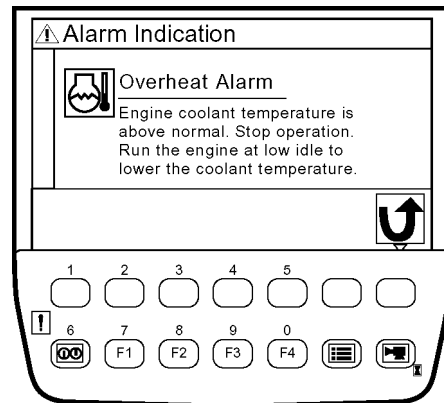 Alarm Indication
Overheat Alarm
Engine coolant temperature is
above normal. Stop operation.
Run the engine at low idle to
lower the coolant temperature.
1 2 3 4 5
6 7 8 9 0
F1 F2 F3 F4